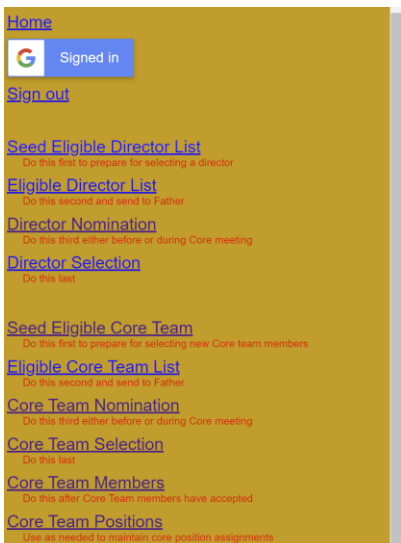 Home
Signed in
Sign out
Seed Eligible Director List
Do this first to prepare for selecting a director
Eligible Director List
Do this second and send to Father
Director Nomination
Do this third either before or during Core meeting
Director Selection
Do this last
Seed Eligible Core Team
Do this first to prepare for selecting new Core team members
Eligible Core Team List
Do this second and send to Father
Core Team Nomination
Do this third either before or during Core meeting
Core Team Selection
Do this last
Core Team Members
Do this after Core Team members have accepted
Core Team Positions
Use as needed to maintain core position assignments